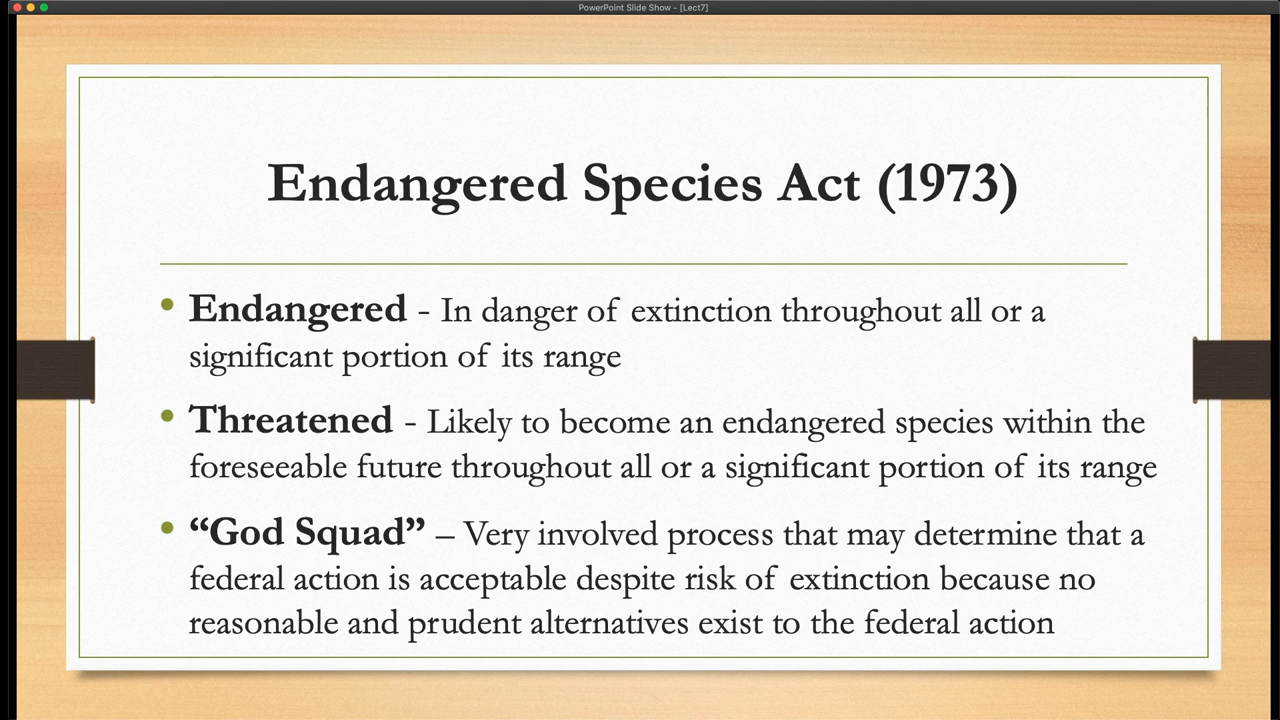 PowerPoint Slide Show - [Lect7]
Endangered Species Act (1973)
• Endangered - In danger of extinction throughout all or a
significant portion of its range
• Threatened - Likely to become an endangered species within the
foreseeable future throughout all or a significant portion of its range
• “God Squad” – Very involved process that may determine that a
federal action is acceptable despite risk of extinction because no
reasonable and prudent alternatives exist to the federal action